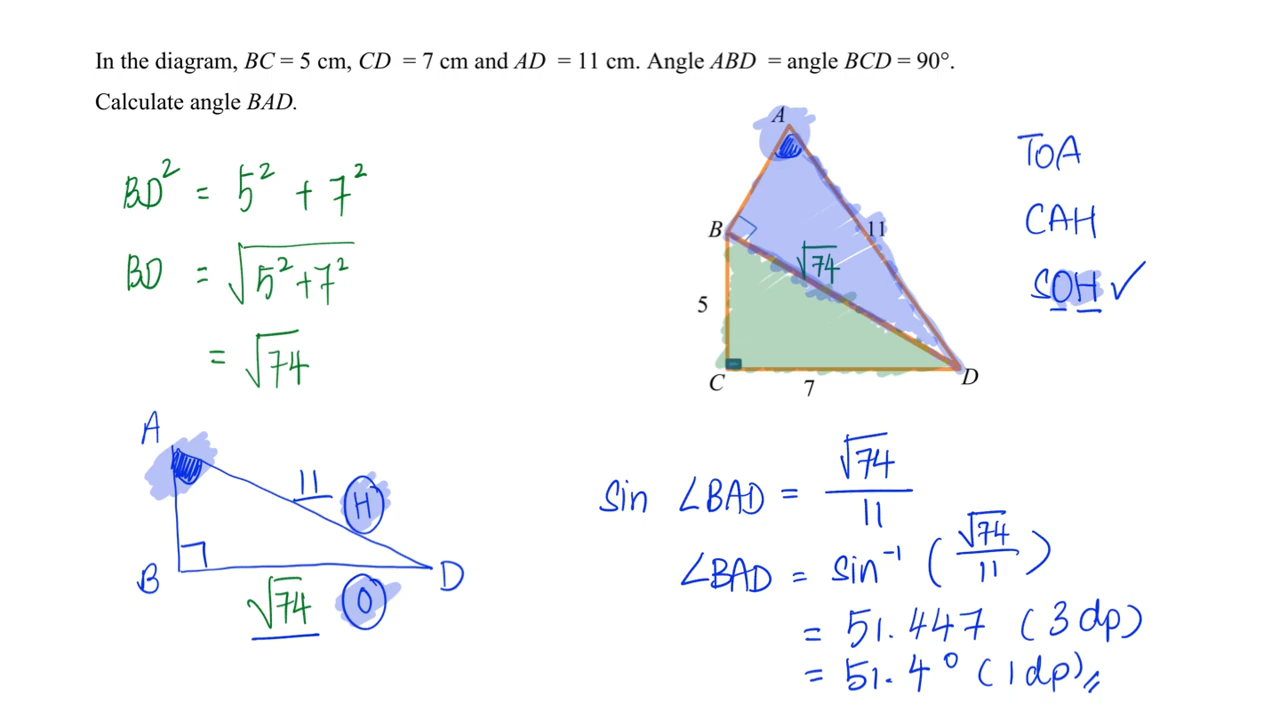 In the diagram, BC = 5 cm, CD = 7 cm and AD = 11 cm. Angle ABD = angle BCD = 90°.
Calculate angle BAD.
BD² = 5² + 7²
BD = √(5²+7²)
= √74
A
B
C
D
5
7
11
√74
TOA
CAH
SOH ✓
A
B
D
11
H
√74
O
sin ∠BAD = √74/11
∠BAD = sin⁻¹ (√74/11)
= 51.447 (3 dp)
= 51.4° (1 dp)